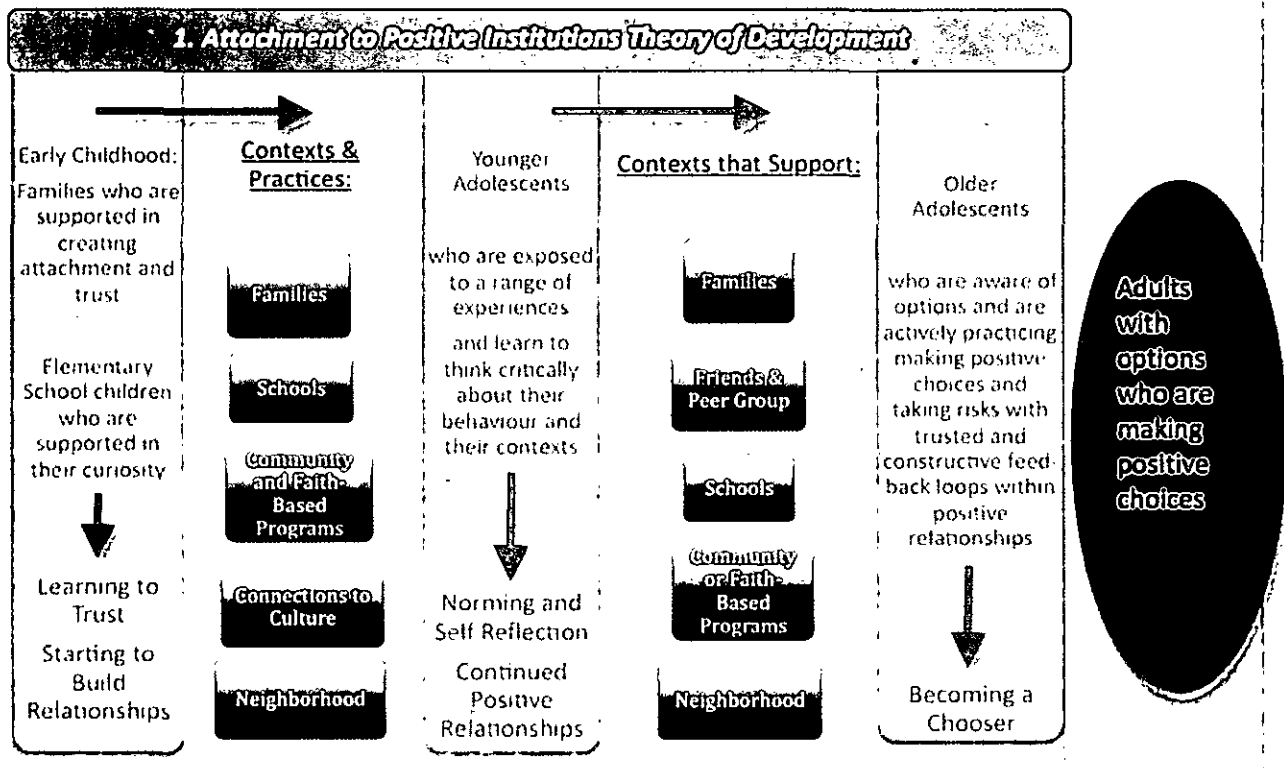 1. Attachment to Positive Institutions Theory of Development
Early Childhood:
Families who are
supported in
creating
attachment and
trust
Elementary
School children
who are
supported in
their curiosity
Learning to
Trust
Starting to
Build
Relationships
Contexts &
Practices:
Families
Schools
Community
and Faith-
Based
Programs
Connections to
Culture
Neighborhood
Younger
Adolescents
who are exposed
to a range of
experiences
and learn to
think critically
about their
behaviour and
their contexts
Norming and
Self Reflection
Continued
Positive
Relationships
Contexts that Support:
Families
Friends &
Peer Group
Schools
Community
or Faith-
Based
Programs
Neighborhood
Older
Adolescents
who are aware of
options and are
actively practicing
making positive
choices and
taking risks with
trusted and
constructive feed-
back loops within
positive
relationships
Becoming a
Chooser
Adults
with
options
who are
making
positive
choices